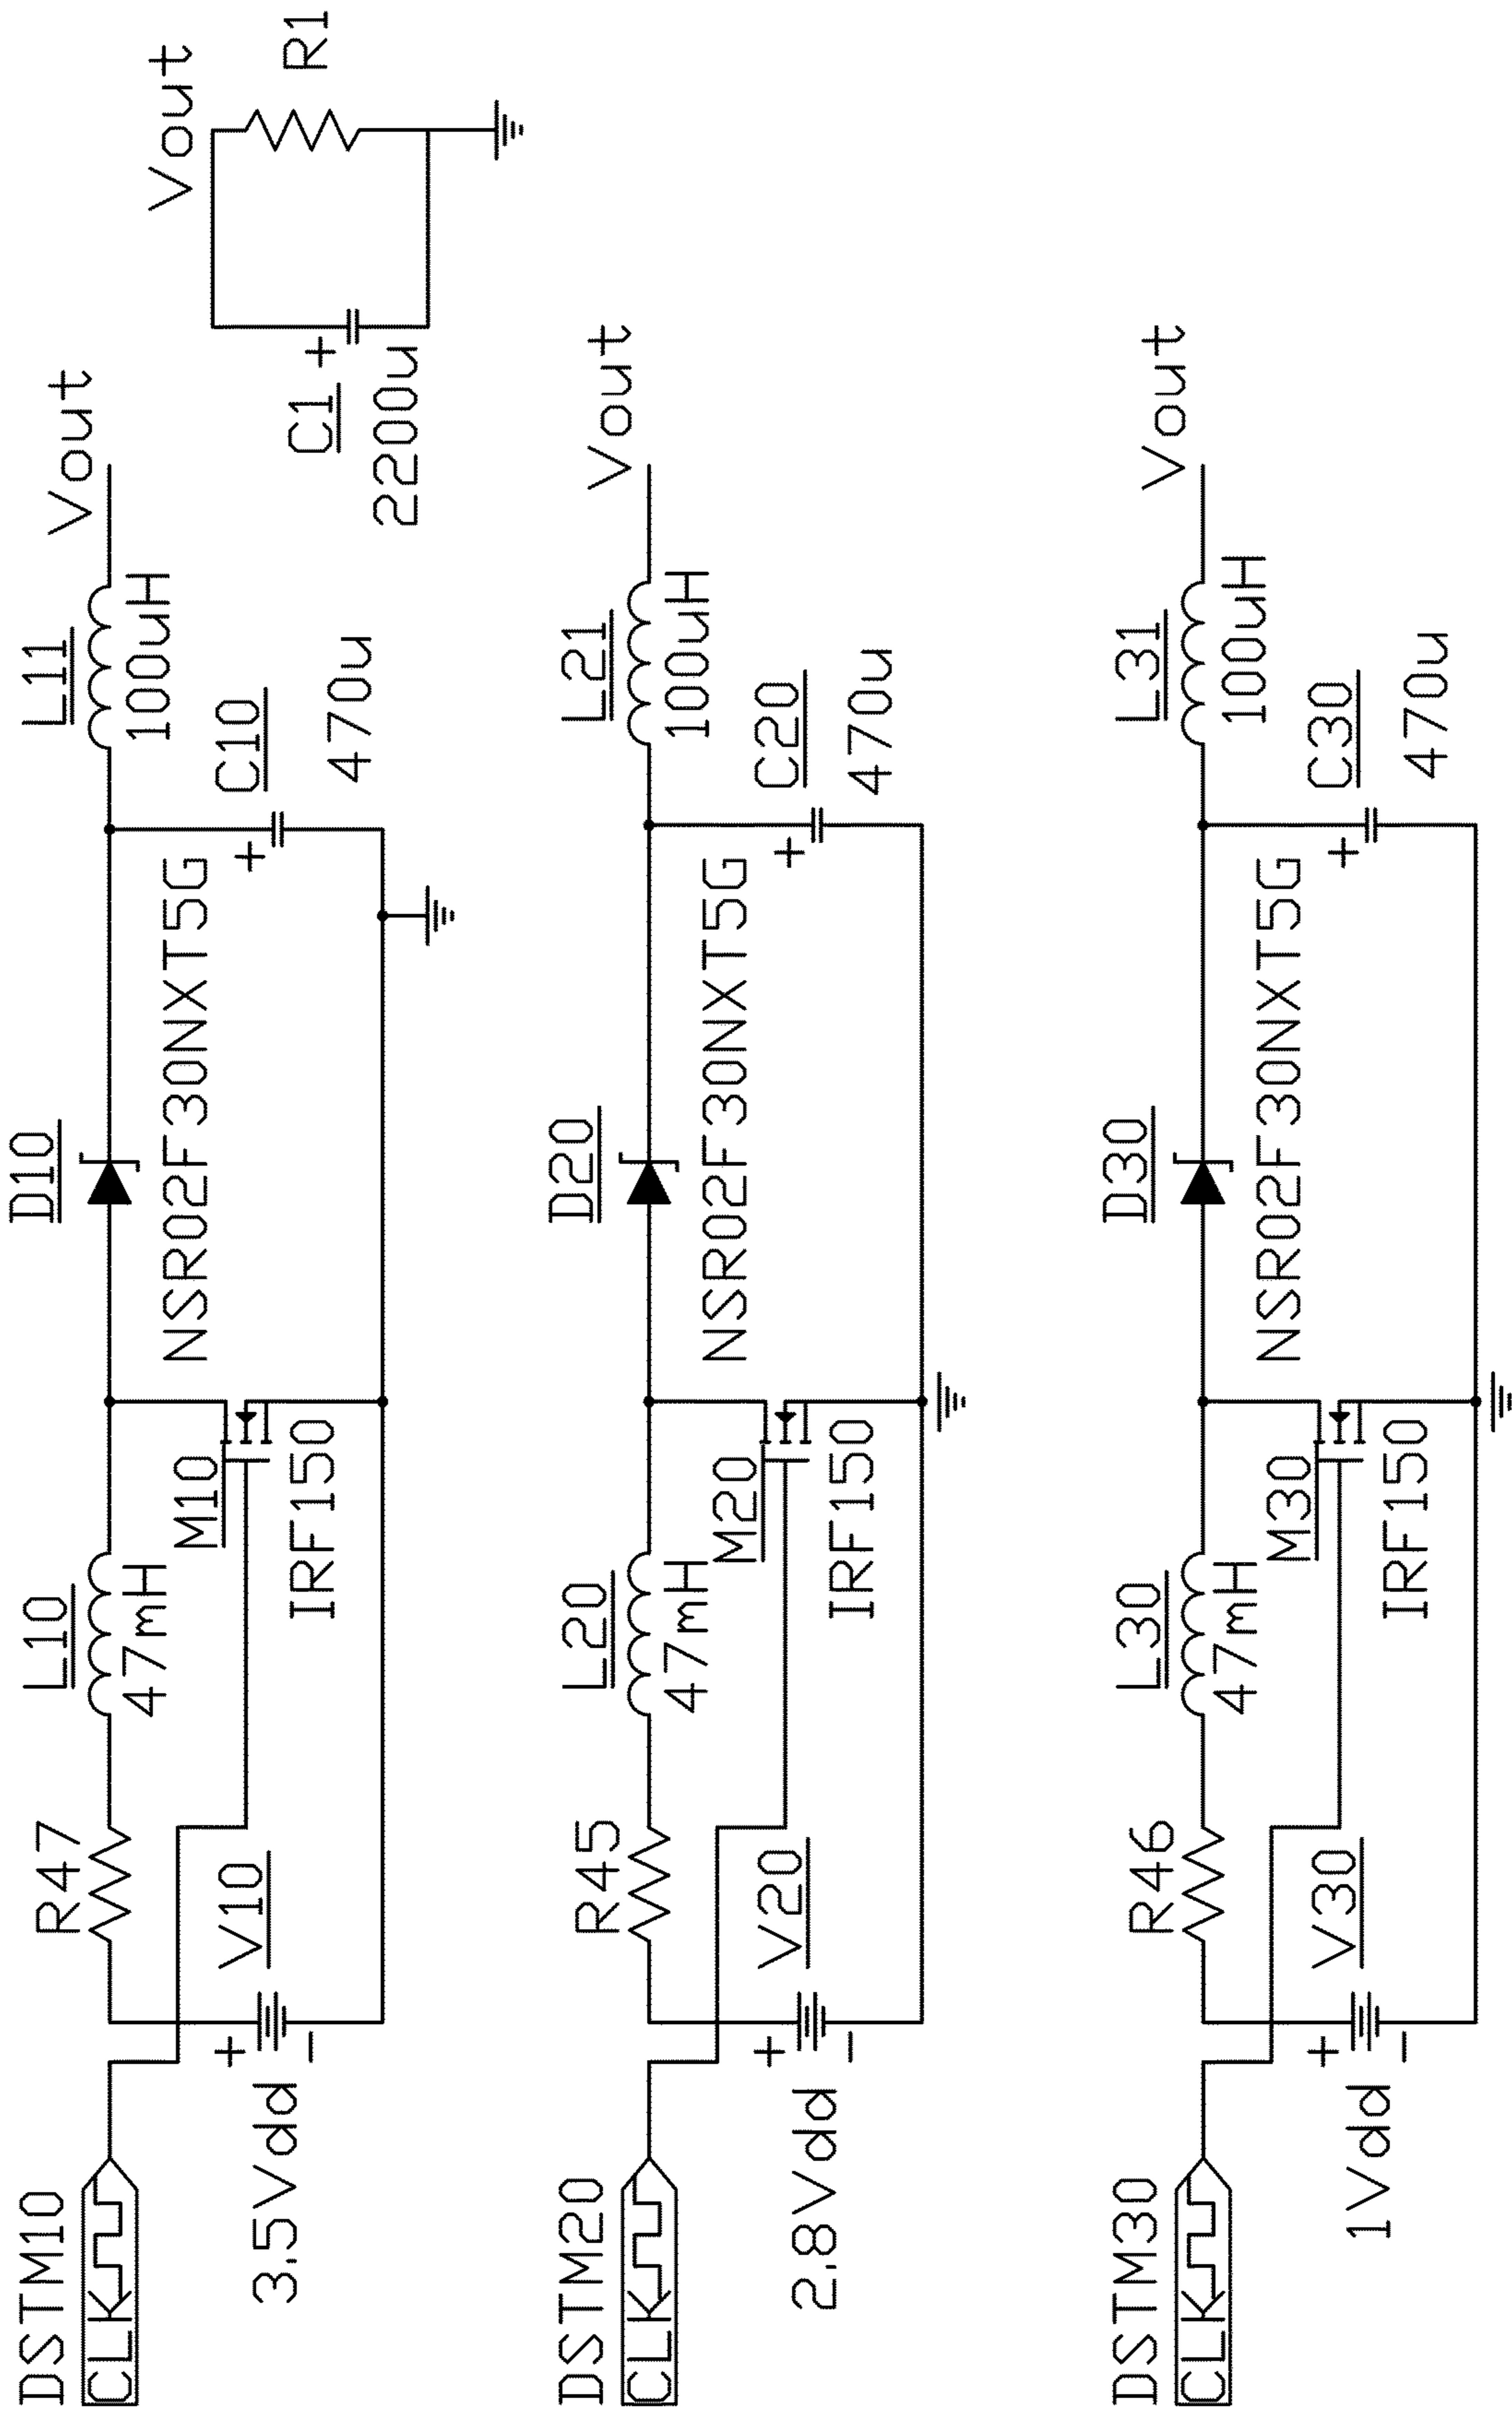 DSTM10
CLK
3.5Vdd
V10
R47
L10
47mH
M10
IRF150
D10
NSR02F30NXT5G
C10
470u
L11
100uH
Vout
C1
2200u
Vout
R1
DSTM20
CLK
2.8Vdd
V20
R45
L20
47mH
M20
IRF150
D20
NSR02F30NXT5G
C20
470u
L21
100uH
Vout
DSTM30
CLK
1Vdd
V30
R46
L30
47mH
M30
IRF150
D30
NSR02F30NXT5G
C30
470u
L31
100uH
Vout